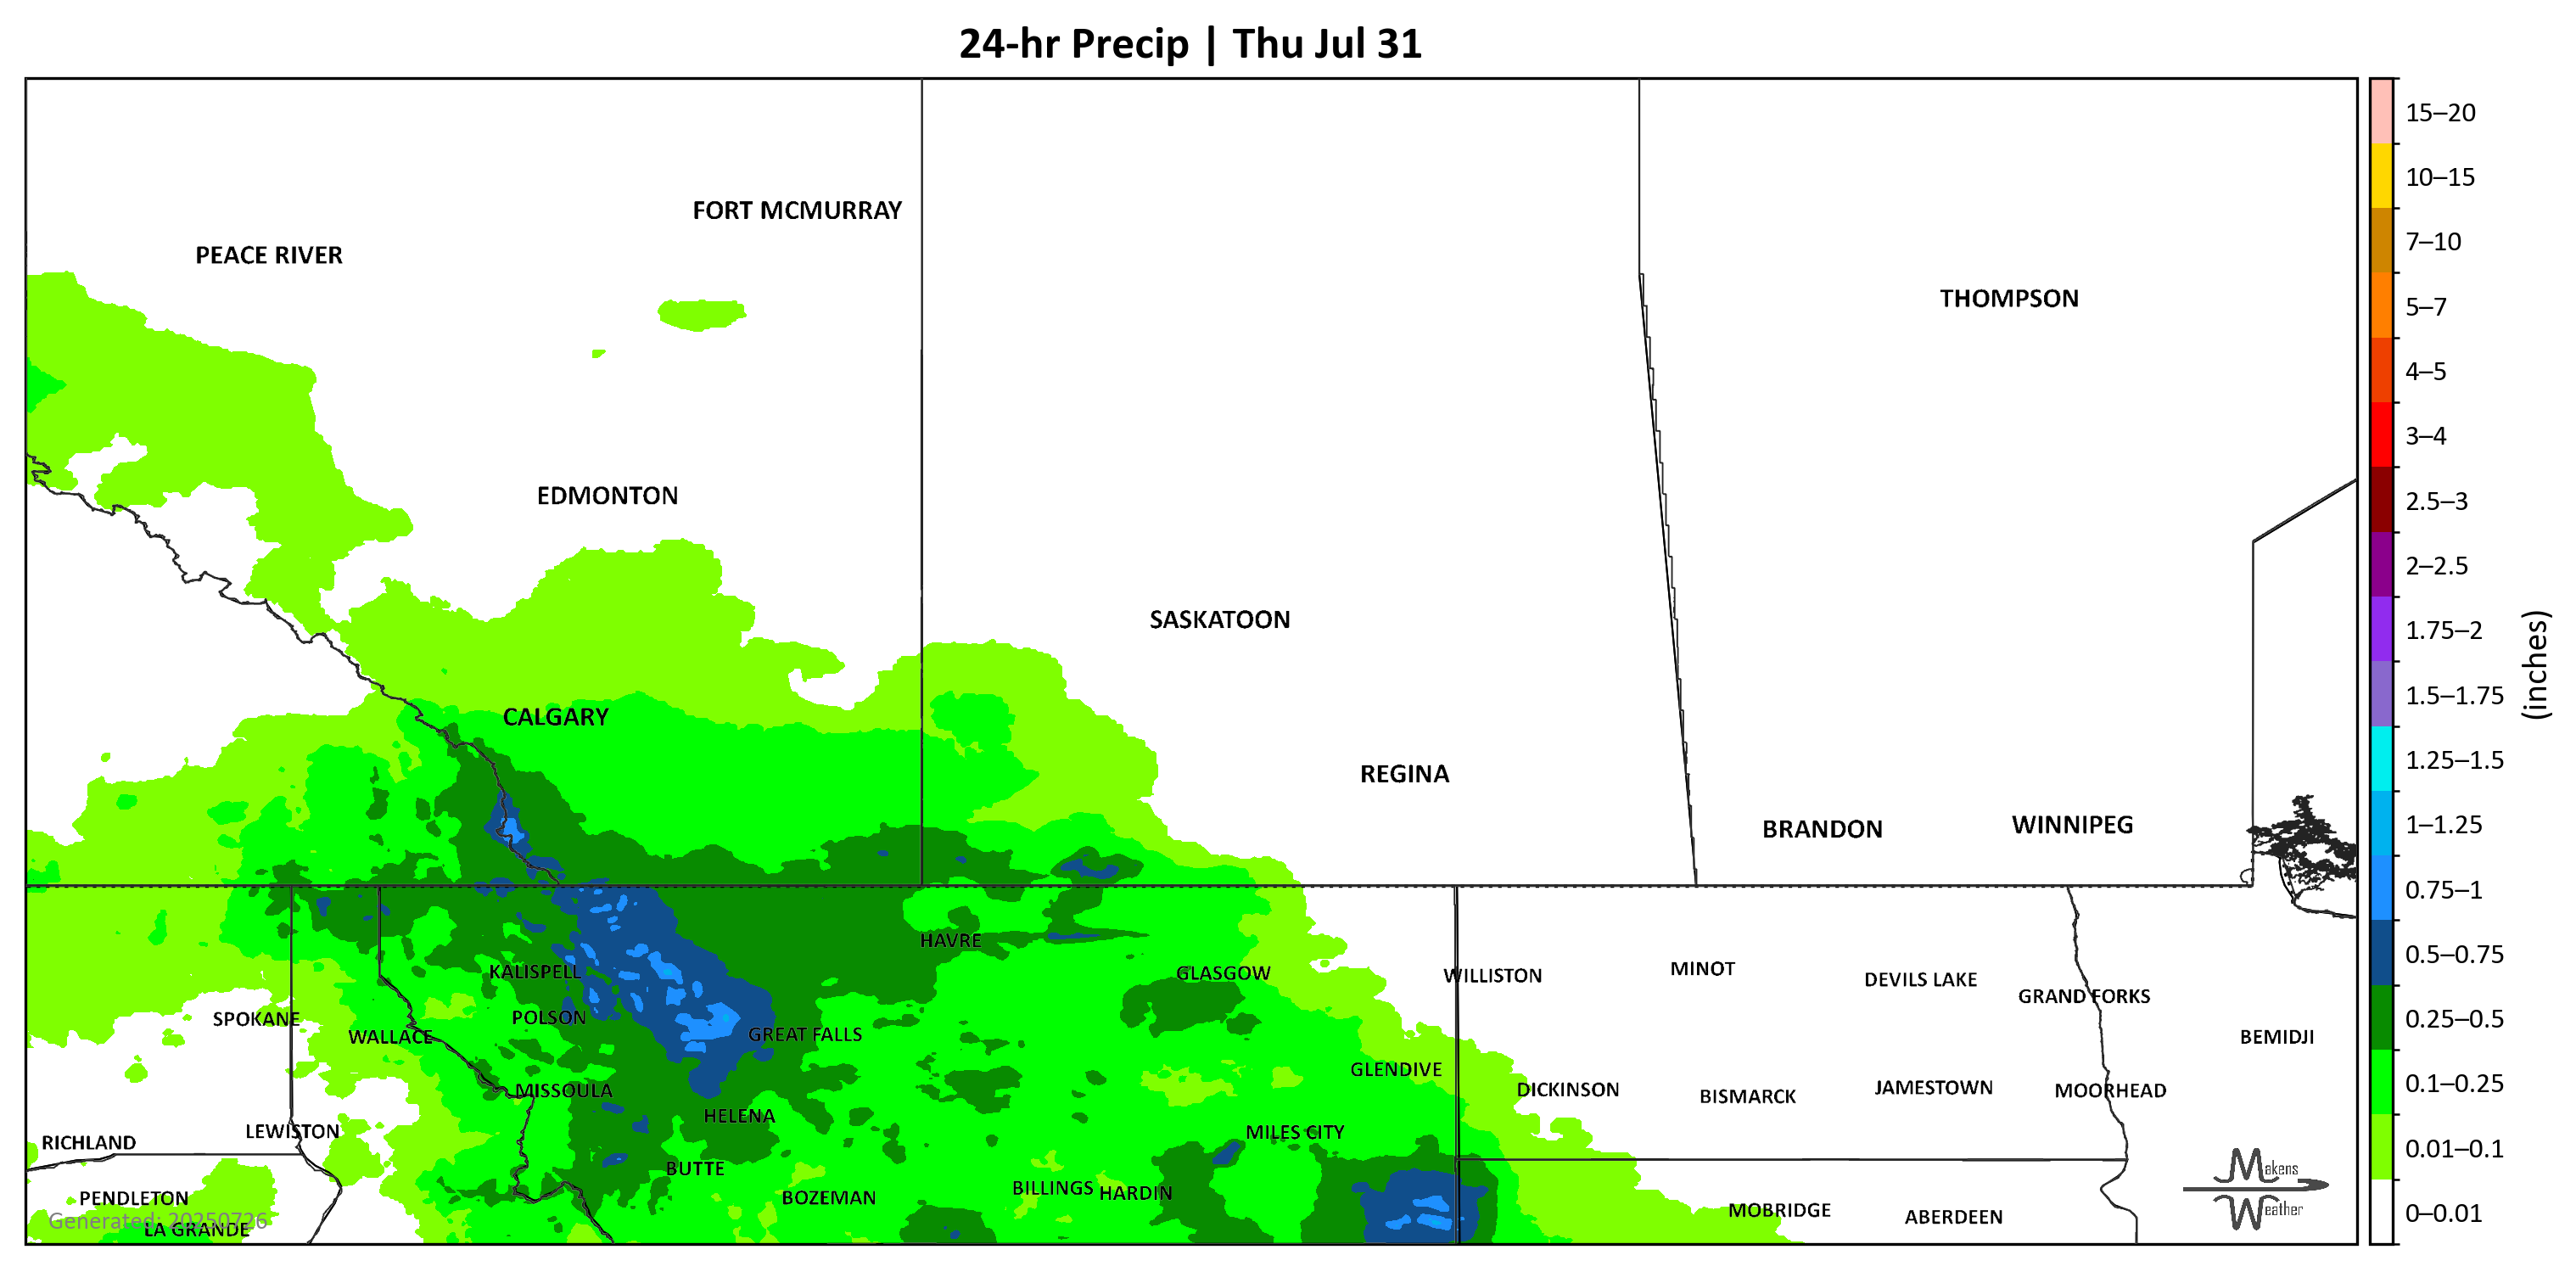 24-hr Precip | Thu Jul 31
FORT MCMURRAY
PEACE RIVER
THOMPSON
EDMONTON
SASKATOON
CALGARY
REGINA
BRANDON
WINNIPEG
HAVRE
KALISPELL
GLASGOW
WILLISTON
MINOT
DEVILS LAKE
GRAND FORKS
SPOKANE
WALLACE
POLSON
GREAT FALLS
BEMIDJI
GLENDIVE
MISSOULA
DICKINSON
BISMARCK
JAMESTOWN
MOORHEAD
HELENA
RICHLAND
LEWISTON
MILES CITY
BUTTE
PENDLETON
BOZEMAN
BILLINGS
HARDIN
MOBRIDGE
ABERDEEN
Generated: 20250726
LA GRANDE
Makens
Weather
15–20
10–15
7–10
5–7
4–5
3–4
2.5–3
2–2.5
1.75–2
1.5–1.75
1.25–1.5
1–1.25
0.75–1
0.5–0.75
0.25–0.5
0.1–0.25
0.01–0.1
0–0.01
(inches)